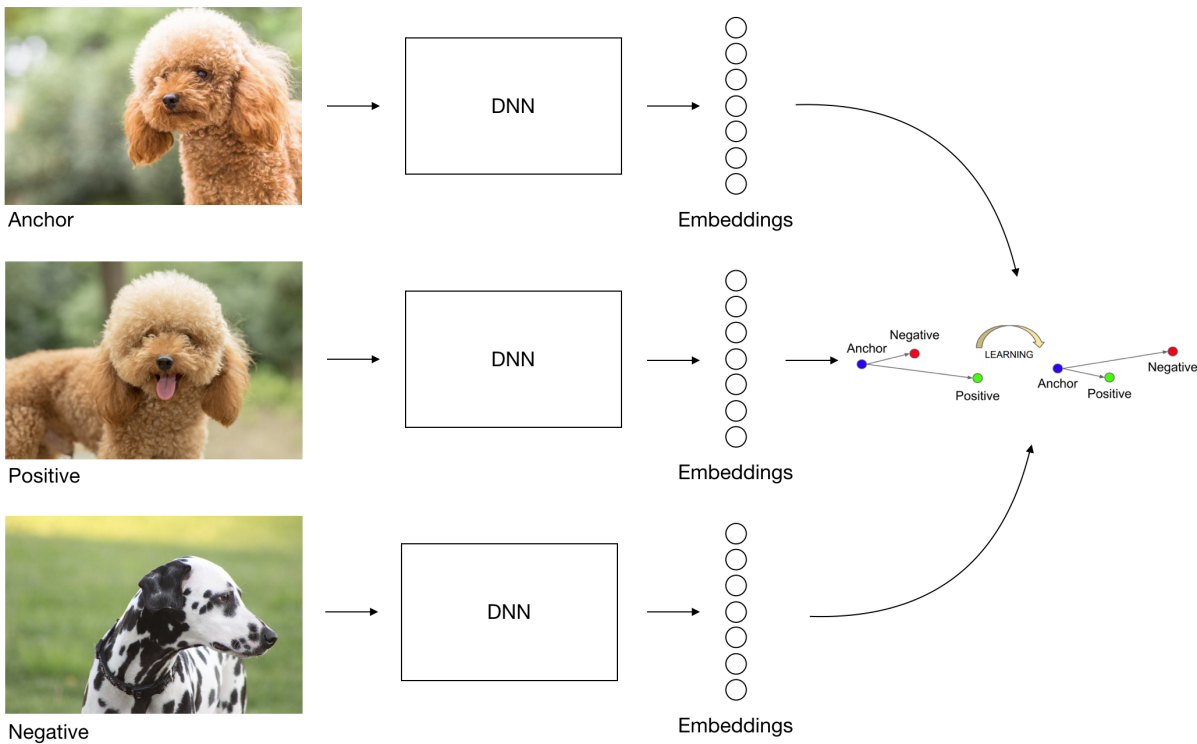 DNN
Embeddings
Anchor
DNN
Embeddings
Positive
Anchor
Negative
Positive
LEARNING
Anchor
Positive
Negative
DNN
Embeddings
Negative